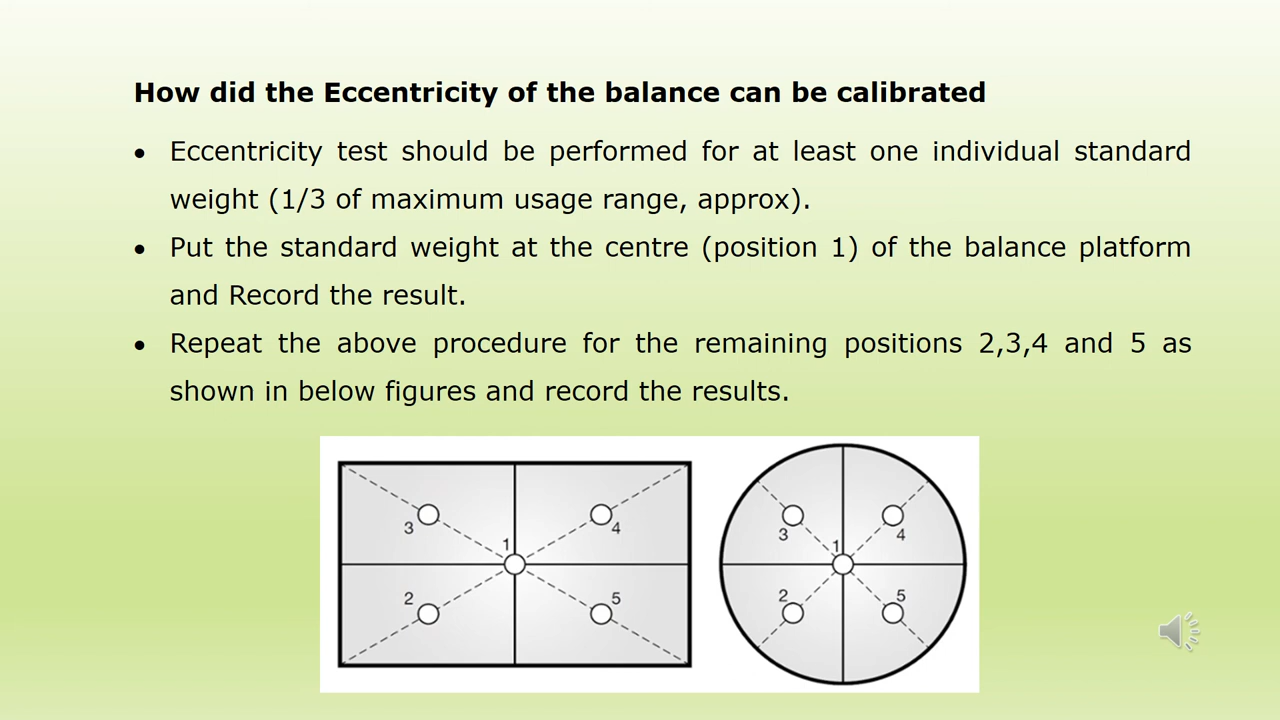 How did the Eccentricity of the balance can be calibrated
• Eccentricity test should be performed for at least one individual standard
weight (1/3 of maximum usage range, approx).
• Put the standard weight at the centre (position 1) of the balance platform
and Record the result.
• Repeat the above procedure for the remaining positions 2,3,4 and 5 as
shown in below figures and record the results.
3 4
1
2 5
3 4
1
2 5